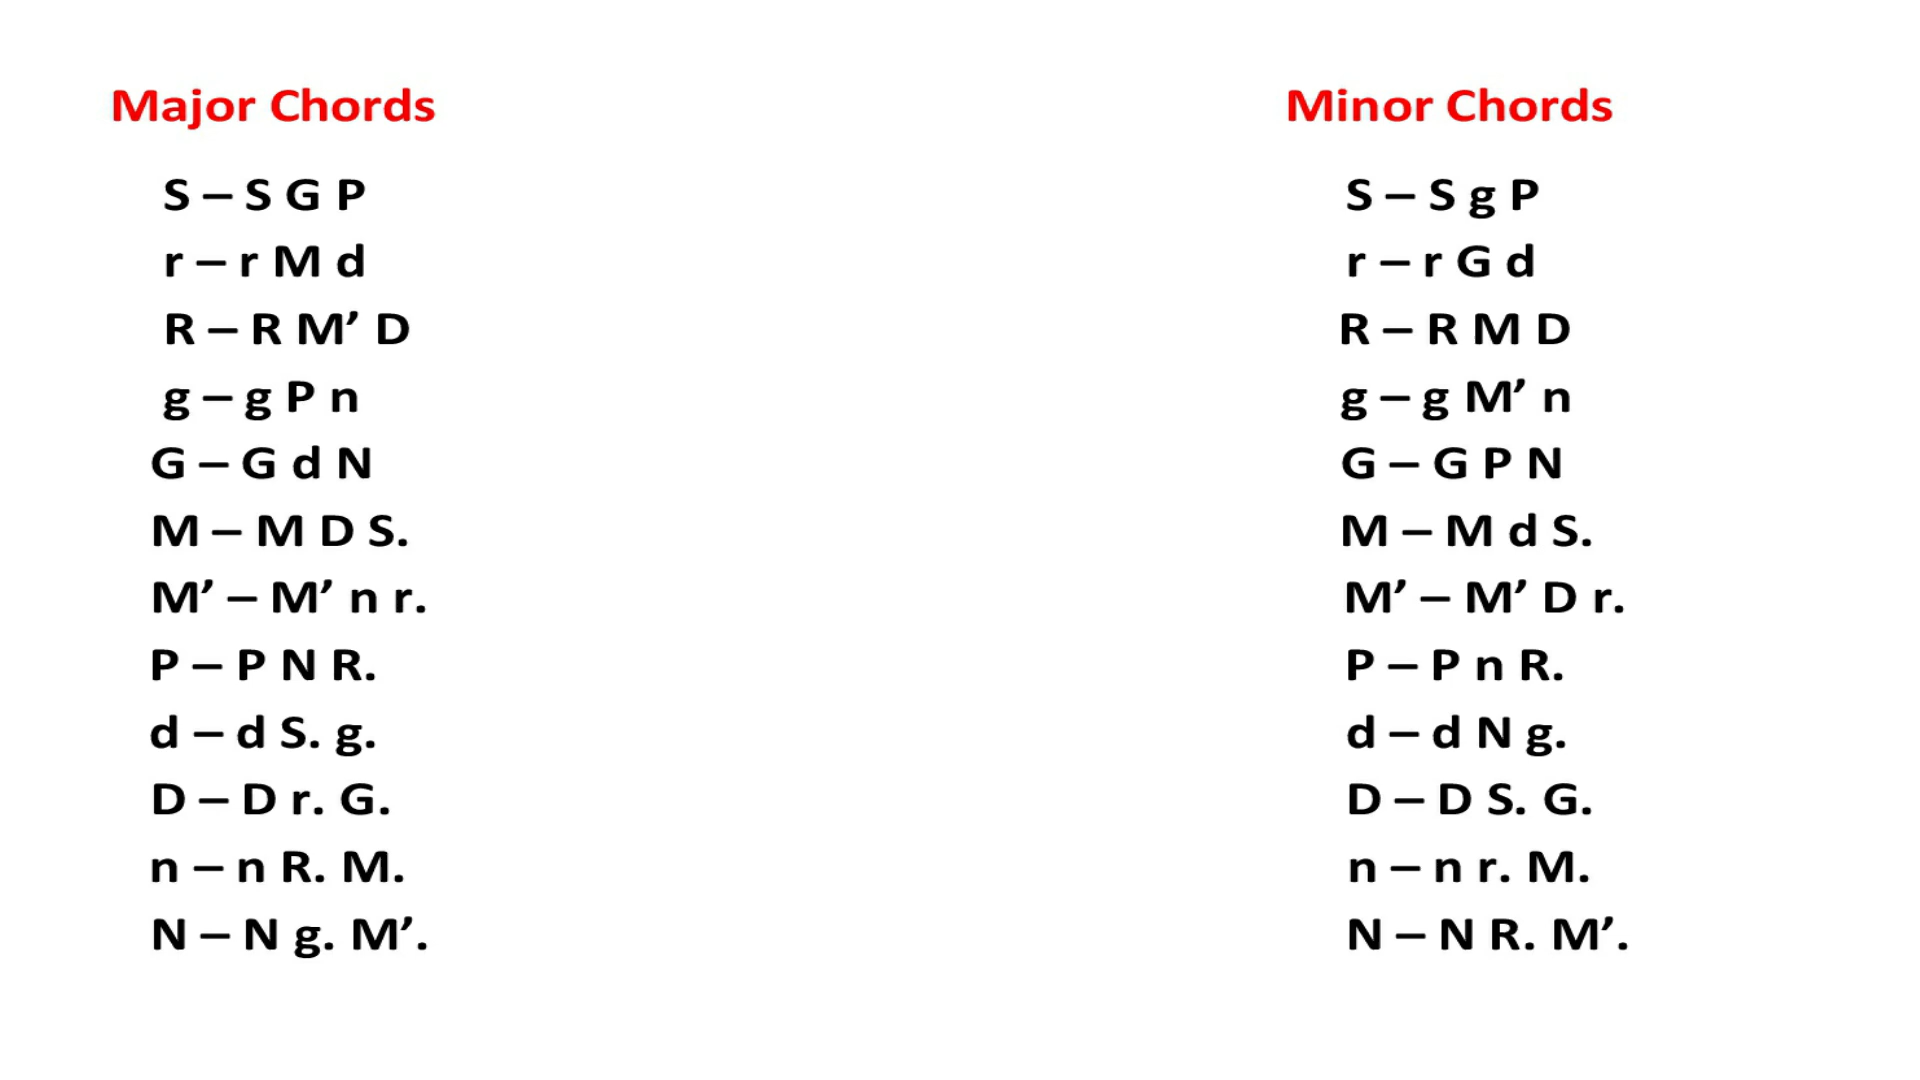 Major Chords
S – S G P
r – r M d
R – R M’ D
g – g P n
G – G d N
M – M D S.
M’ – M’ n r.
P – P N R.
d – d S. g.
D – D r. G.
n – n R. M.
N – N g. M’.
Minor Chords
S – S g P
r – r G d
R – R M D
g – g M’ n
G – G P N
M – M d S.
M’ – M’ D r.
P – P n R.
d – d N g.
D – D S. G.
n – n r. M.
N – N R. M’.